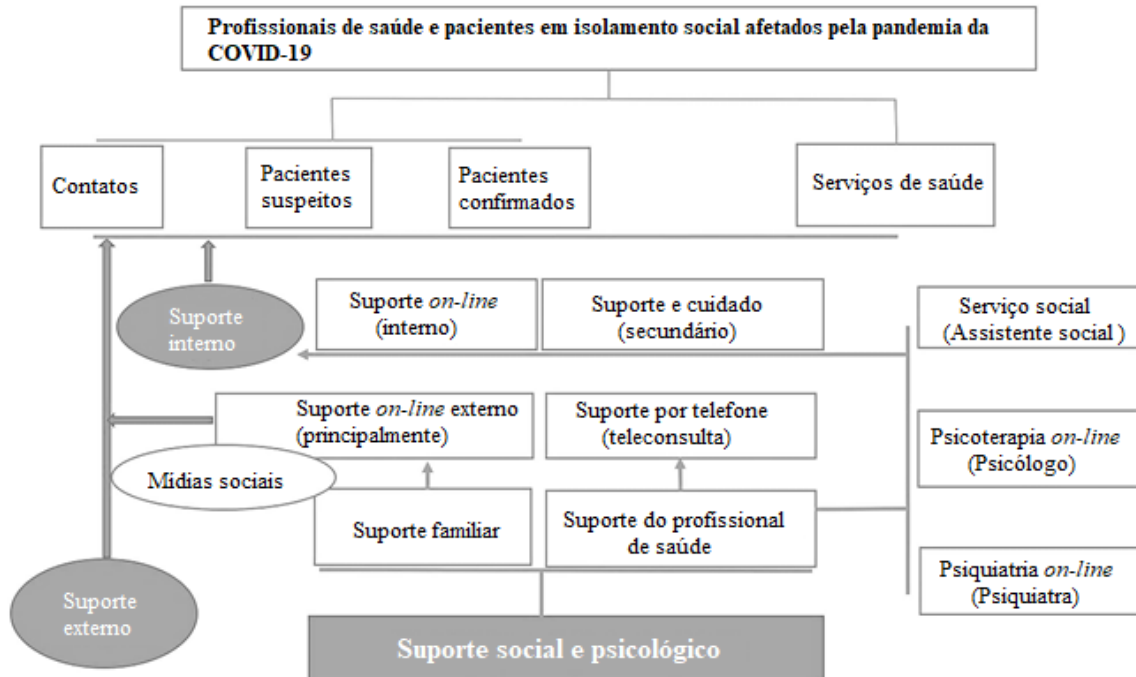 Profissionais de saúde e pacientes em isolamento social afetados pela pandemia da
COVID-19
Contatos
Pacientes
suspeitos
Pacientes
confirmados
Serviços de saúde
Suporte
interno
Suporte on-line
(interno)
Suporte e cuidado
(secundário)
Serviço social
(Assistente social )
Suporte on-line externo
(principalmente)
Suporte por telefone
(teleconsulta)
Psicoterapia on-line
(Psicólogo)
Mídias sociais
Suporte familiar
Suporte do profissional
de saúde
Psiquiatria on-line
(Psiquiatra)
Suporte
externo
Suporte social e psicológico